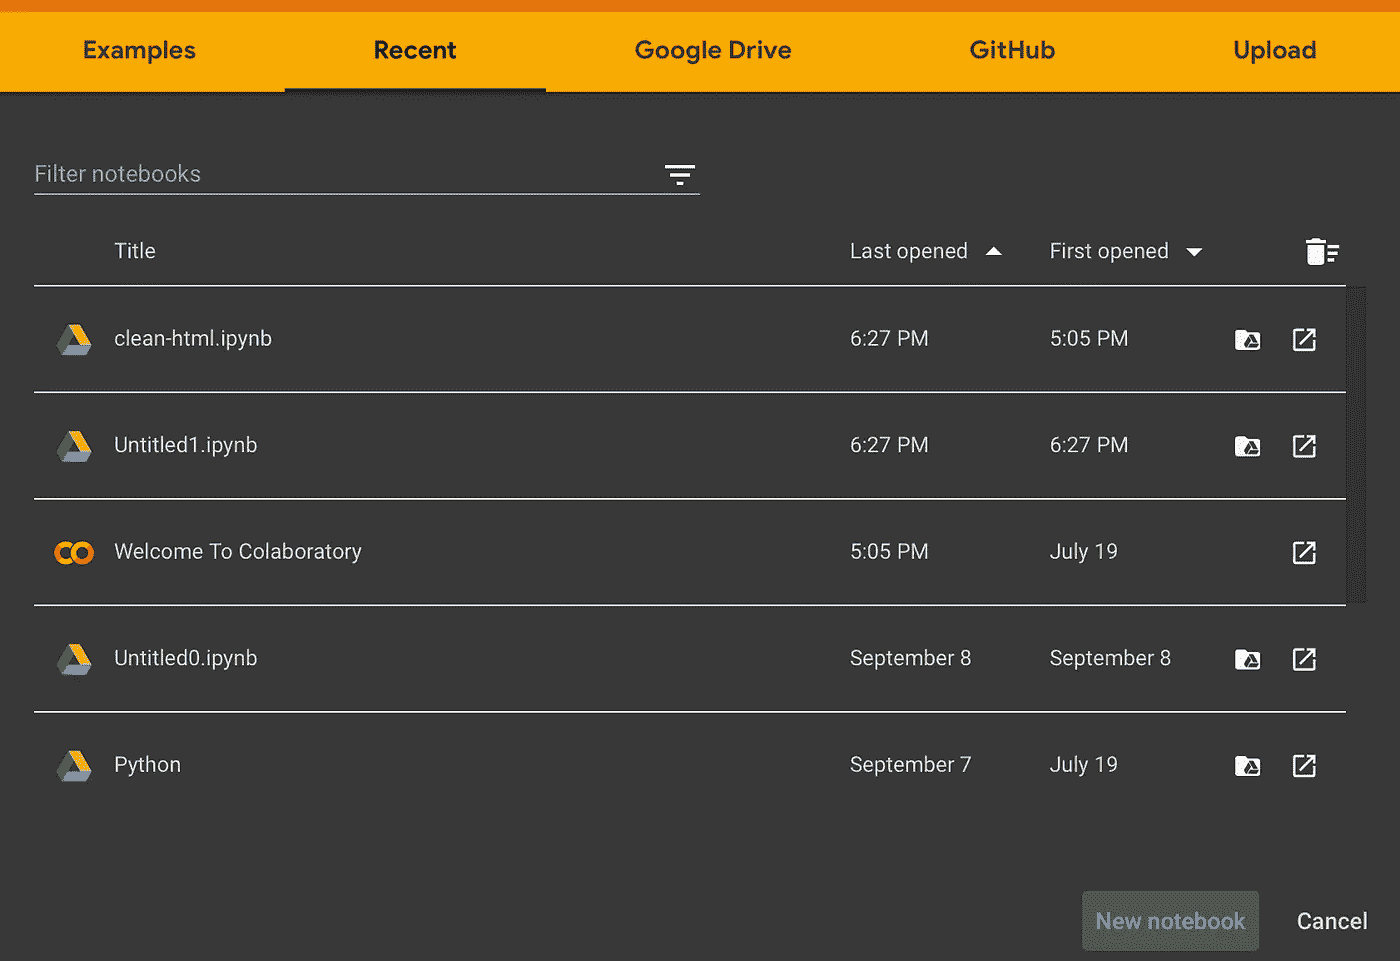 Examples Recent Google Drive GitHub Upload
Filter notebooks
Title Last opened First opened
clean-html.ipynb 6:27 PM 5:05 PM
Untitled1.ipynb 6:27 PM 6:27 PM
Welcome To Colaboratory 5:05 PM July 19
Untitled0.ipynb September 8 September 8
Python September 7 July 19
New notebook Cancel